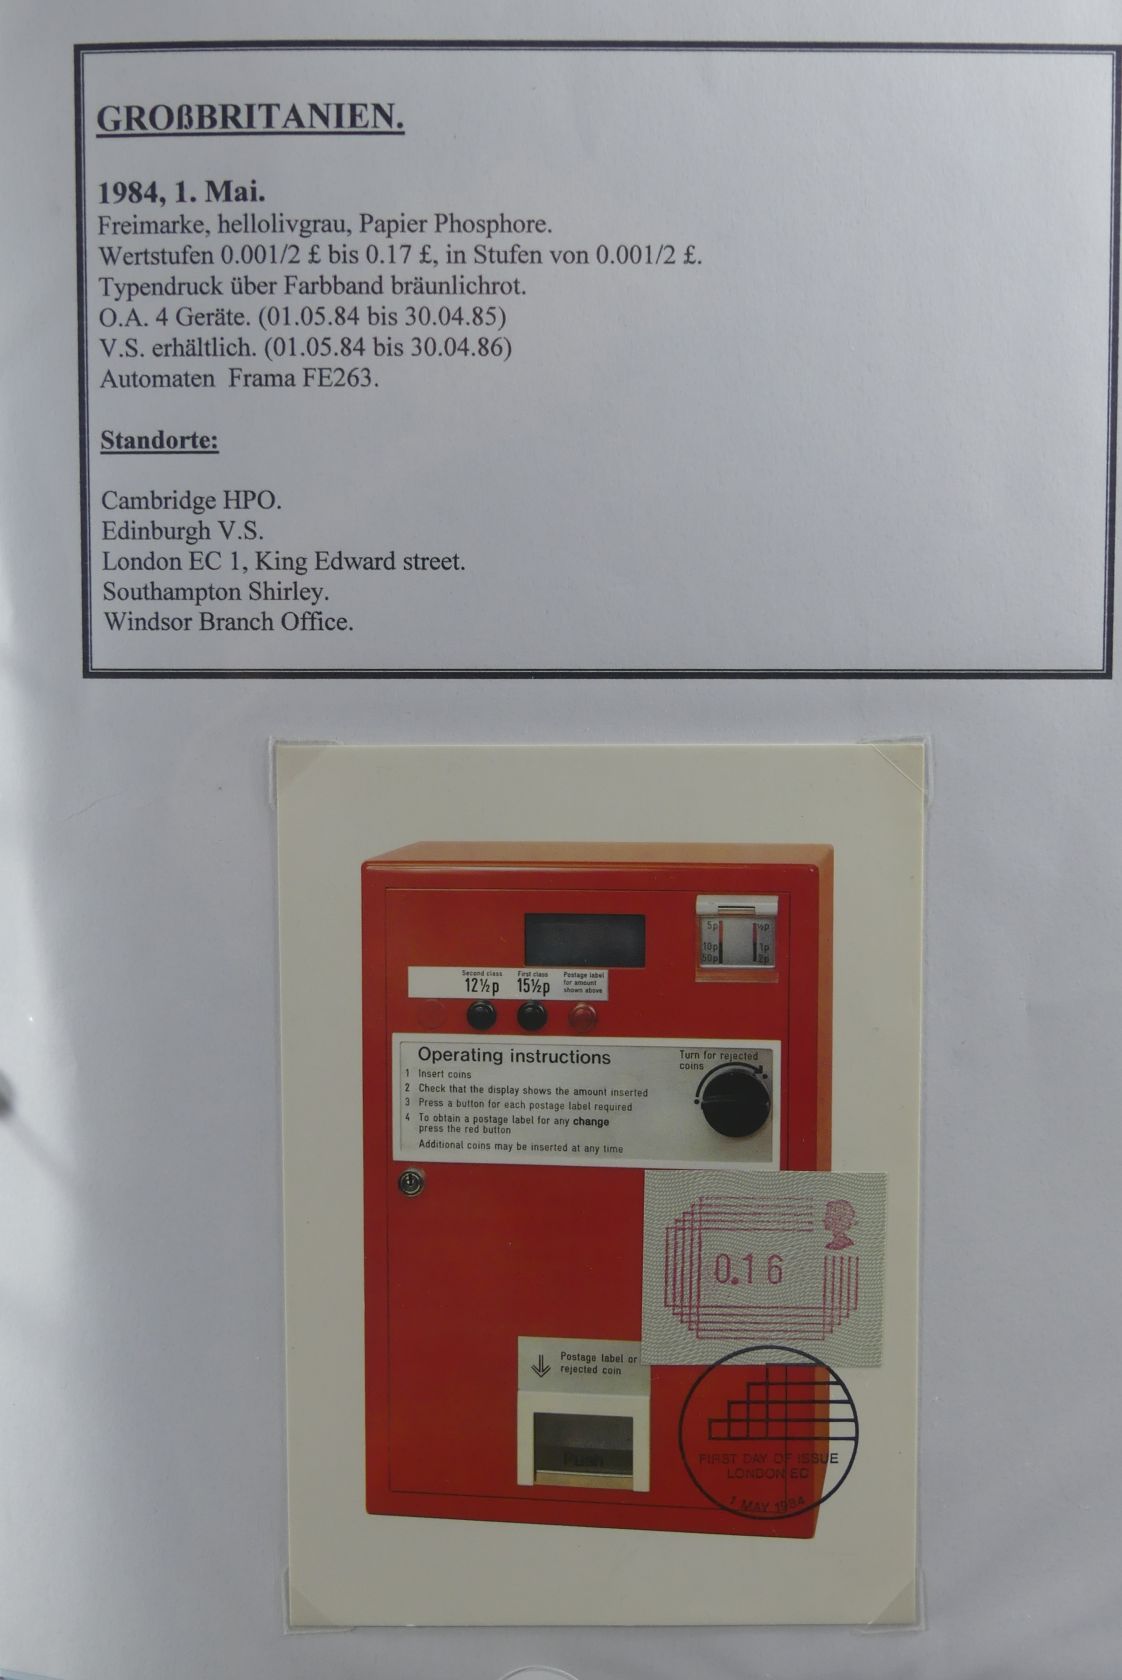 GROßBRITANIEN.
1984, 1. Mai.
Freimarke, hellolivgrau, Papier Phosphore.
Wertstufen 0.001/2 £ bis 0.17 £, in Stufen von 0.001/2 £.
Typendruck über Farbband bräunlichrot.
O.A. 4 Geräte. (01.05.84 bis 30.04.85)
V.S. erhältlich. (01.05.84 bis 30.04.86)
Automaten Frama FE263.
Standorte:
Cambridge HPO.
Edinburgh V.S.
London EC 1, King Edward street.
Southampton Shirley.
Windsor Branch Office.
5p ½p
10p 1p
50p 2p
Second class
12½p
First class
15½p
Postage label
for amount
shown above
Operating instructions
1 Insert coins
2 Check that the display shows the amount inserted
3 Press a button for each postage label required
4 To obtain a postage label for any change
press the red button
Additional coins may be inserted at any time
Turn for rejected
coins
0.16
Postage label or
rejected coin
Push
FIRST DAY OF ISSUE
LONDON EC
1 MAY 1984